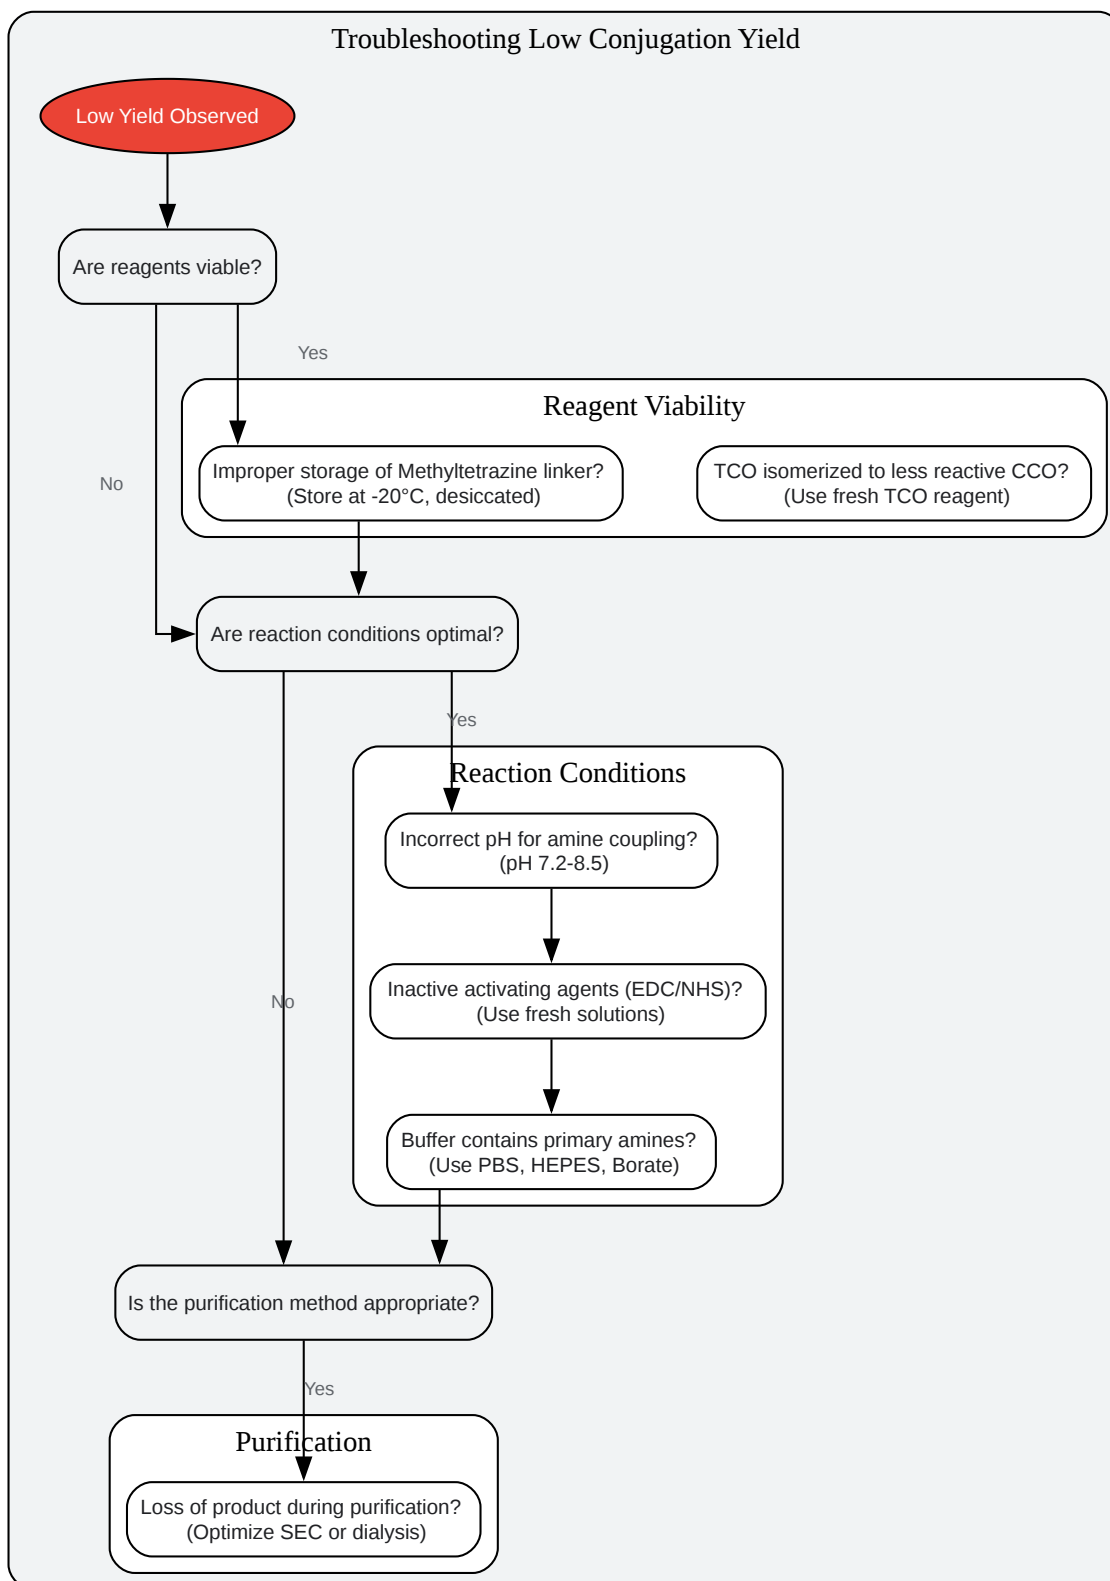 Troubleshooting Low Conjugation Yield
Low Yield Observed
Are reagents viable?
Yes
No
Reagent Viability
Improper storage of Methyltetrazine linker?
(Store at -20°C, desiccated)
TCO isomerized to less reactive CCO?
(Use fresh TCO reagent)
Are reaction conditions optimal?
Yes
No
Reaction Conditions
Incorrect pH for amine coupling?
(pH 7.2-8.5)
Inactive activating agents (EDC/NHS)?
(Use fresh solutions)
Buffer contains primary amines?
(Use PBS, HEPES, Borate)
Is the purification method appropriate?
Yes
Purification
Loss of product during purification?
(Optimize SEC or dialysis)